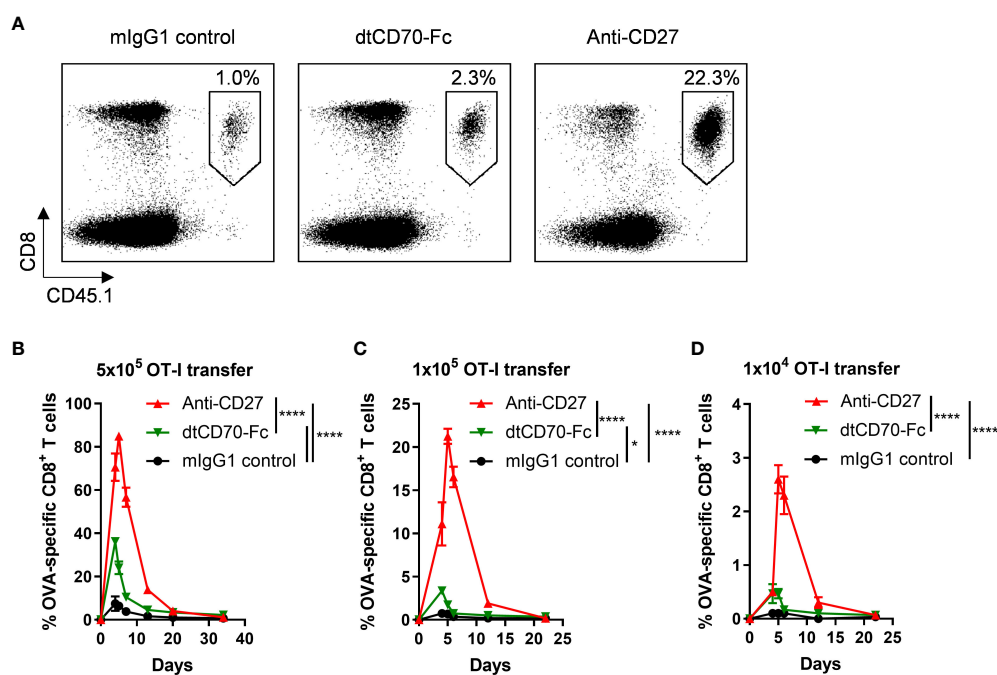 A
mIgG1 control
dtCD70-Fc
Anti-CD27
1.0%
2.3%
22.3%
CD8
CD45.1
B
5x10⁵ OT-I transfer
% OVA-specific CD8⁺ T cells
100
80
60
40
20
0
Anti-CD27
dtCD70-Fc
mIgG1 control
****
****
0 10 20 30 40
Days
C
1x10⁵ OT-I transfer
% OVA-specific CD8⁺ T cells
25
20
15
10
5
0
Anti-CD27
dtCD70-Fc
mIgG1 control
****
*
****
0 5 10 15 20 25
Days
D
1x10⁴ OT-I transfer
% OVA-specific CD8⁺ T cells
4
3
2
1
0
Anti-CD27
dtCD70-Fc
mIgG1 control
****
****
0 5 10 15 20 25
Days